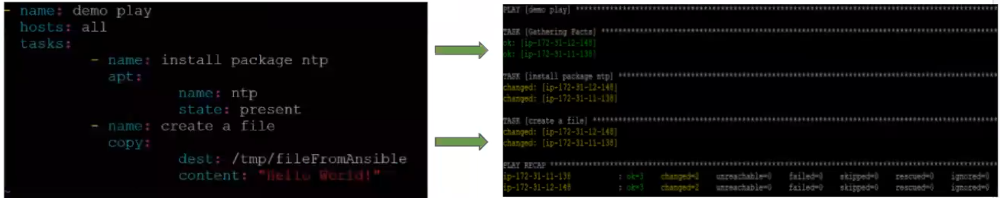 - name: demo play
hosts: all
tasks:
- name: install package ntp
apt:
name: ntp
state: present
- name: create a file
copy:
dest: /tmp/fileFromAnsible
content: "Hello World!"
~
PLAY [demo play] ****************************************************************************
TASK [Gathering Facts] **********************************************************************
ok: [ip-172-31-12-148]
ok: [ip-172-31-11-138]
TASK [install package ntp] ******************************************************************
changed: [ip-172-31-12-148]
changed: [ip-172-31-11-138]
TASK [create a file] ************************************************************************
changed: [ip-172-31-12-148]
changed: [ip-172-31-11-138]
PLAY RECAP **********************************************************************************
ip-172-31-11-138 : ok=3 changed=2 unreachable=0 failed=0 skipped=0 rescued=0 ignored=0
ip-172-31-12-148 : ok=3 changed=2 unreachable=0 failed=0 skipped=0 rescued=0 ignored=0